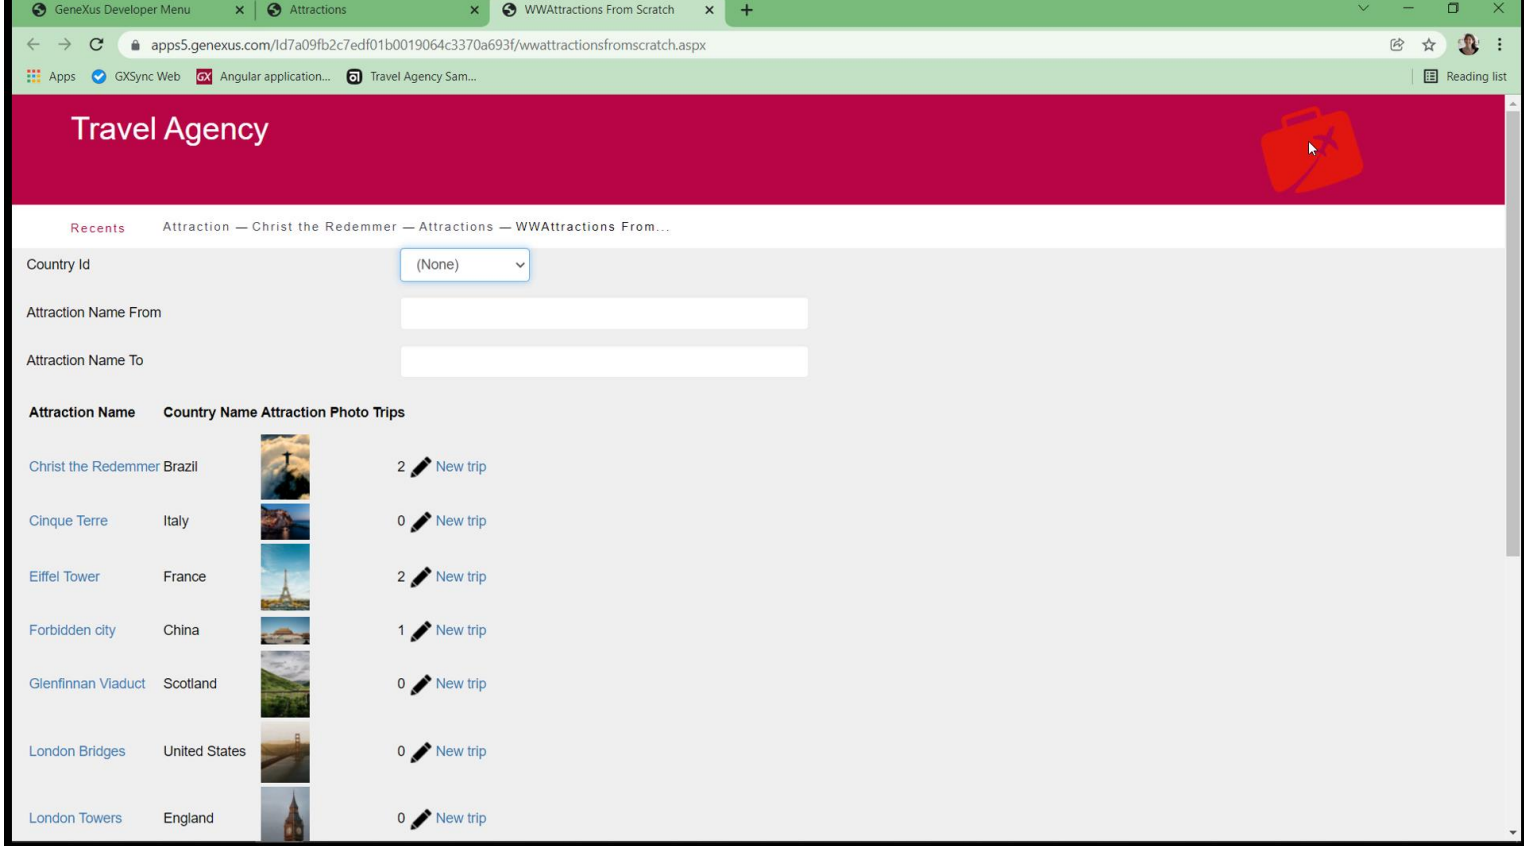 GeneXus Developer Menu
Attractions
WWAttractions From Scratch
apps5.genexus.com/Id7a09fb2c7edf01b0019064c3370a693f/wwattractionsfromscratch.aspx
Apps GXSync Web GX Angular application... Travel Agency Sam... Reading list
Travel Agency
Recents Attraction — Christ the Redemmer — Attractions — WWAttractions From...
Country Id (None)
Attraction Name From
Attraction Name To
Attraction Name Country Name Attraction Photo Trips
Christ the Redemmer Brazil 2 New trip
Cinque Terre Italy 0 New trip
Eiffel Tower France 2 New trip
Forbidden city China 1 New trip
Glenfinnan Viaduct Scotland 0 New trip
London Bridges United States 0 New trip
London Towers England 0 New trip